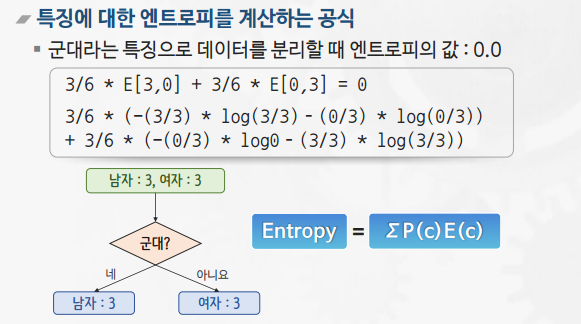 특징에 대한 엔트로피를 계산하는 공식
▪ 군대라는 특징으로 데이터를 분리할 때 엔트로피의 값 : 0.0
3/6 * E[3,0] + 3/6 * E[0,3] = 0
3/6 * (-(3/3) * log(3/3) - (0/3) * log(0/3))
+ 3/6 * (-(0/3) * log0 - (3/3) * log(3/3))
남자 : 3, 여자 : 3
군대?
네
아니요
남자 : 3
여자 : 3
Entropy = ΣP(c)E(c)